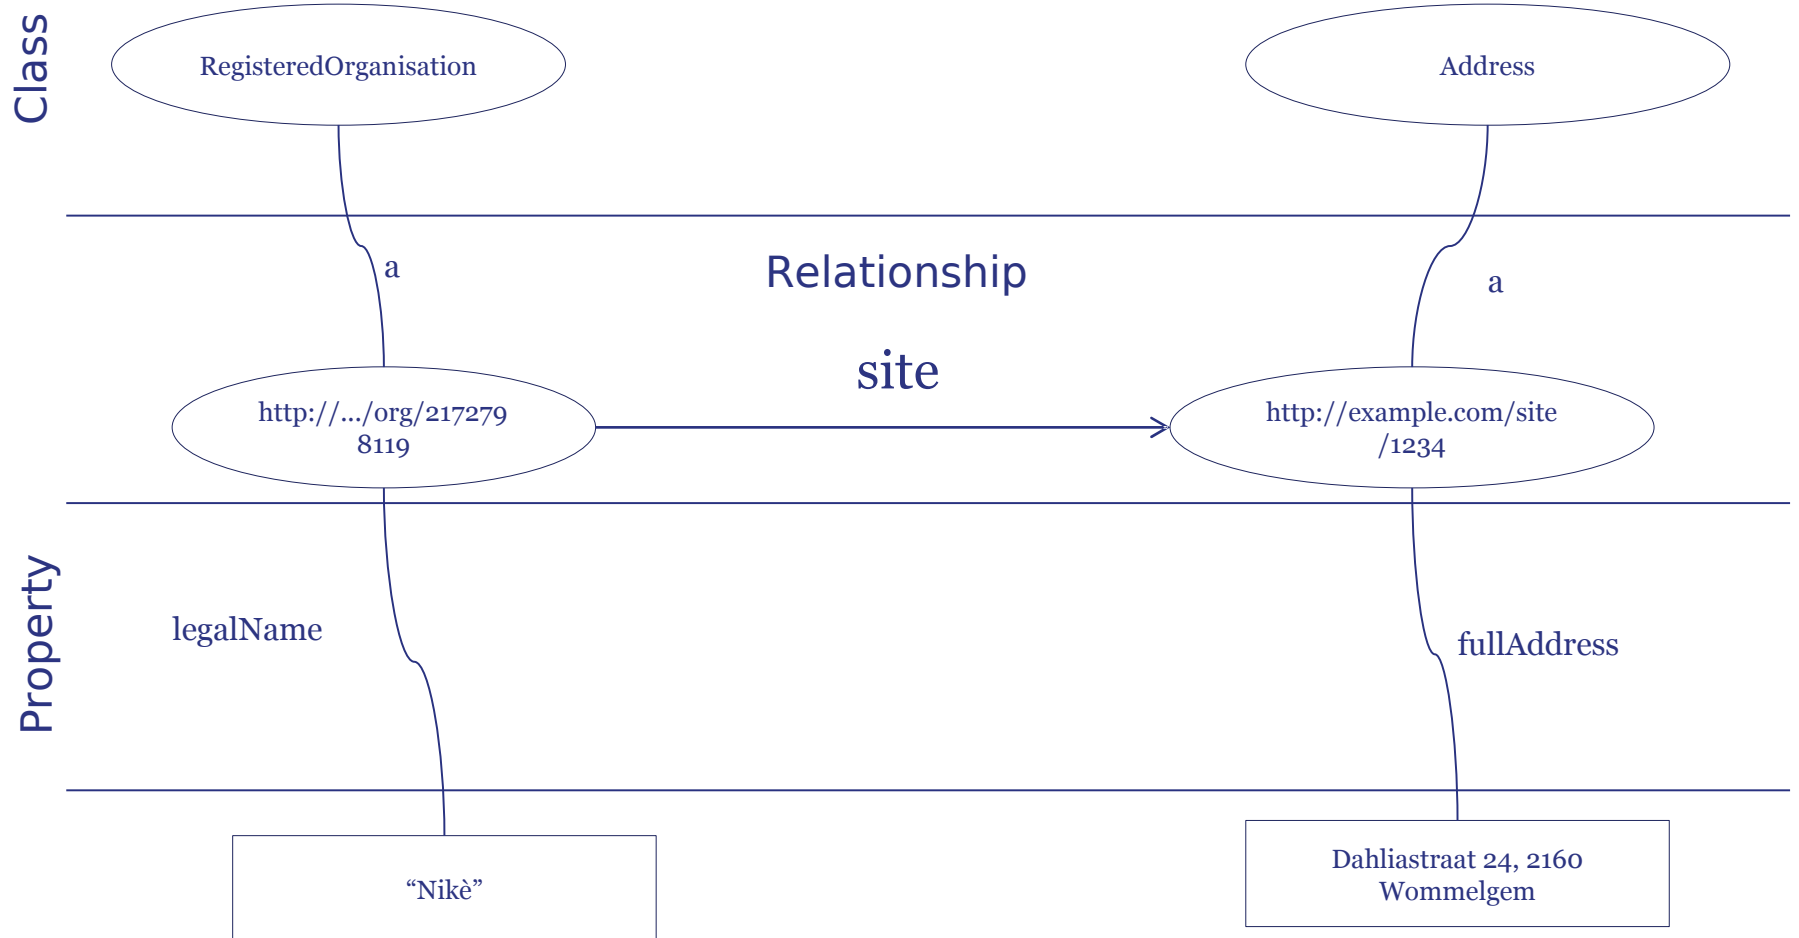 Class
RegisteredOrganisation
Address
a
Relationship
a
site
http://.../org/217279
8119
http://example.com/site
/1234
Property
legalName
fullAddress
“Nikè”
Dahliastraat 24, 2160
Wommelgem